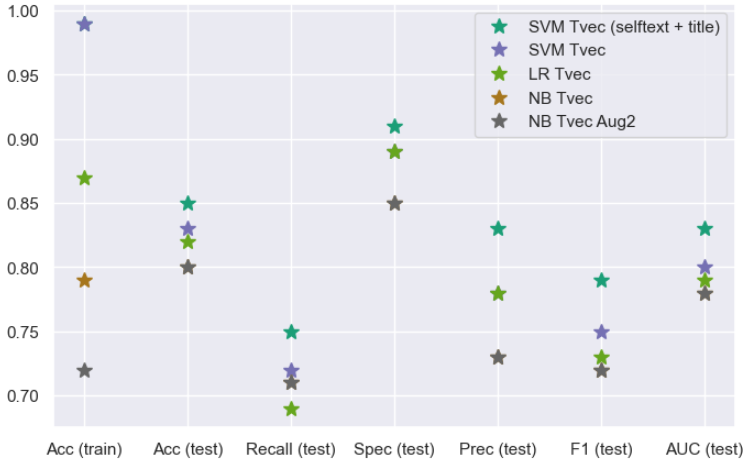 1.00
0.95
0.90
0.85
0.80
0.75
0.70
SVM Tvec (selftext + title)
SVM Tvec
LR Tvec
NB Tvec
NB Tvec Aug2
Acc (train) Acc (test) Recall (test) Spec (test) Prec (test) F1 (test) AUC (test)